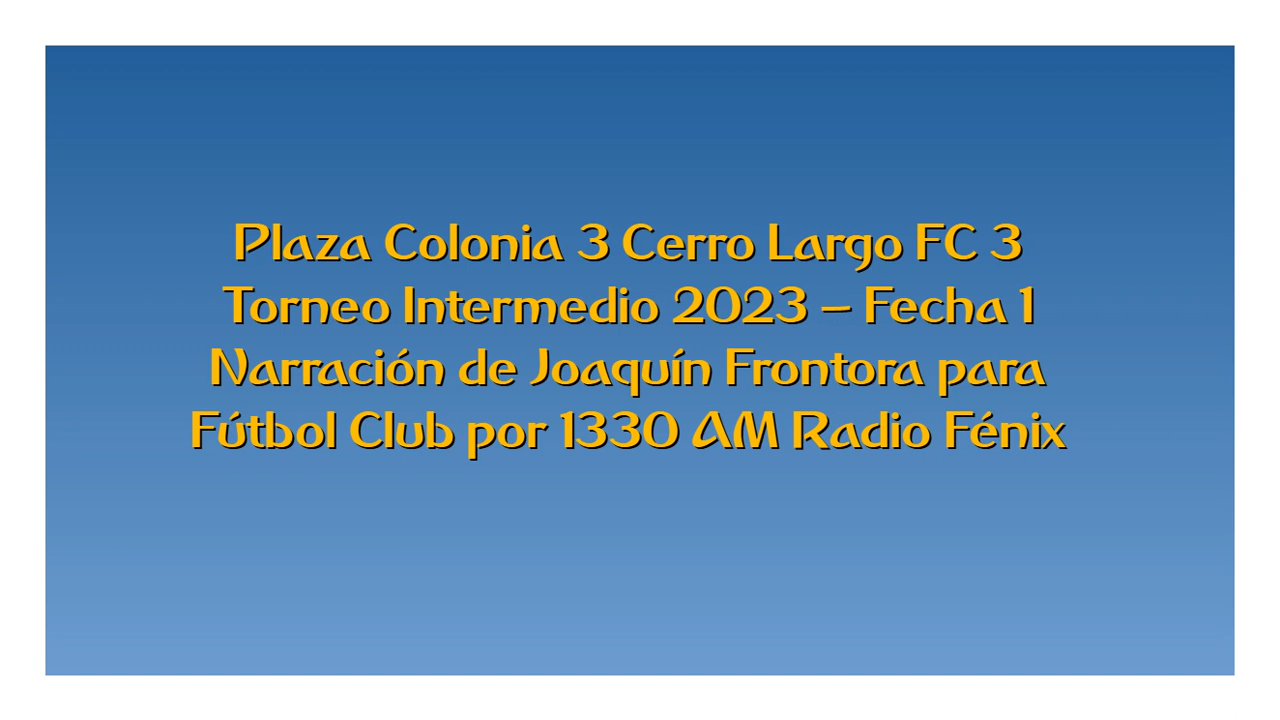 Plaza Colonia 3 Cerro Largo FC 3
Torneo Intermedio 2023 – Fecha 1
Narración de Joaquín Frontora para
Fútbol Club por 1330 AM Radio Fénix